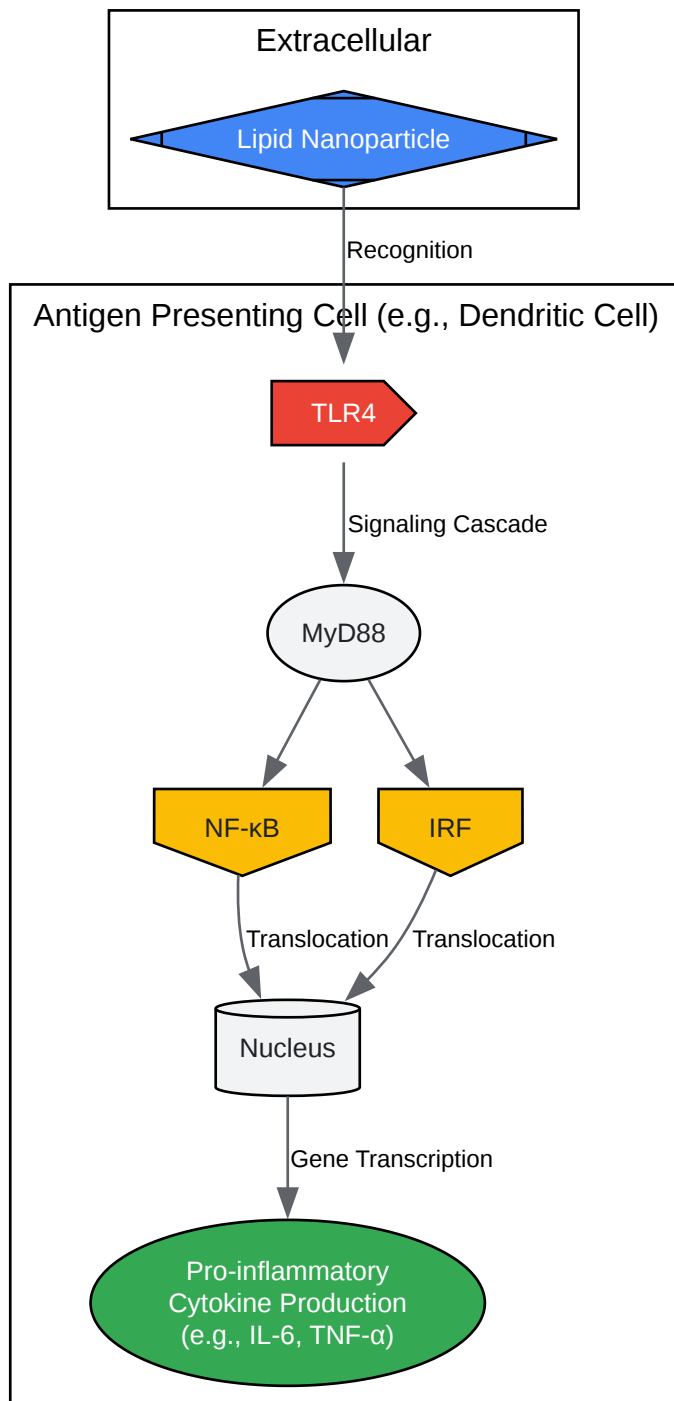 Extracellular
Lipid Nanoparticle
Recognition
Antigen Presenting Cell (e.g., Dendritic Cell)
TLR4
Signaling Cascade
MyD88
NF-κB
IRF
Translocation
Translocation
Nucleus
Gene Transcription
Pro-inflammatory
Cytokine Production
(e.g., IL-6, TNF-α)